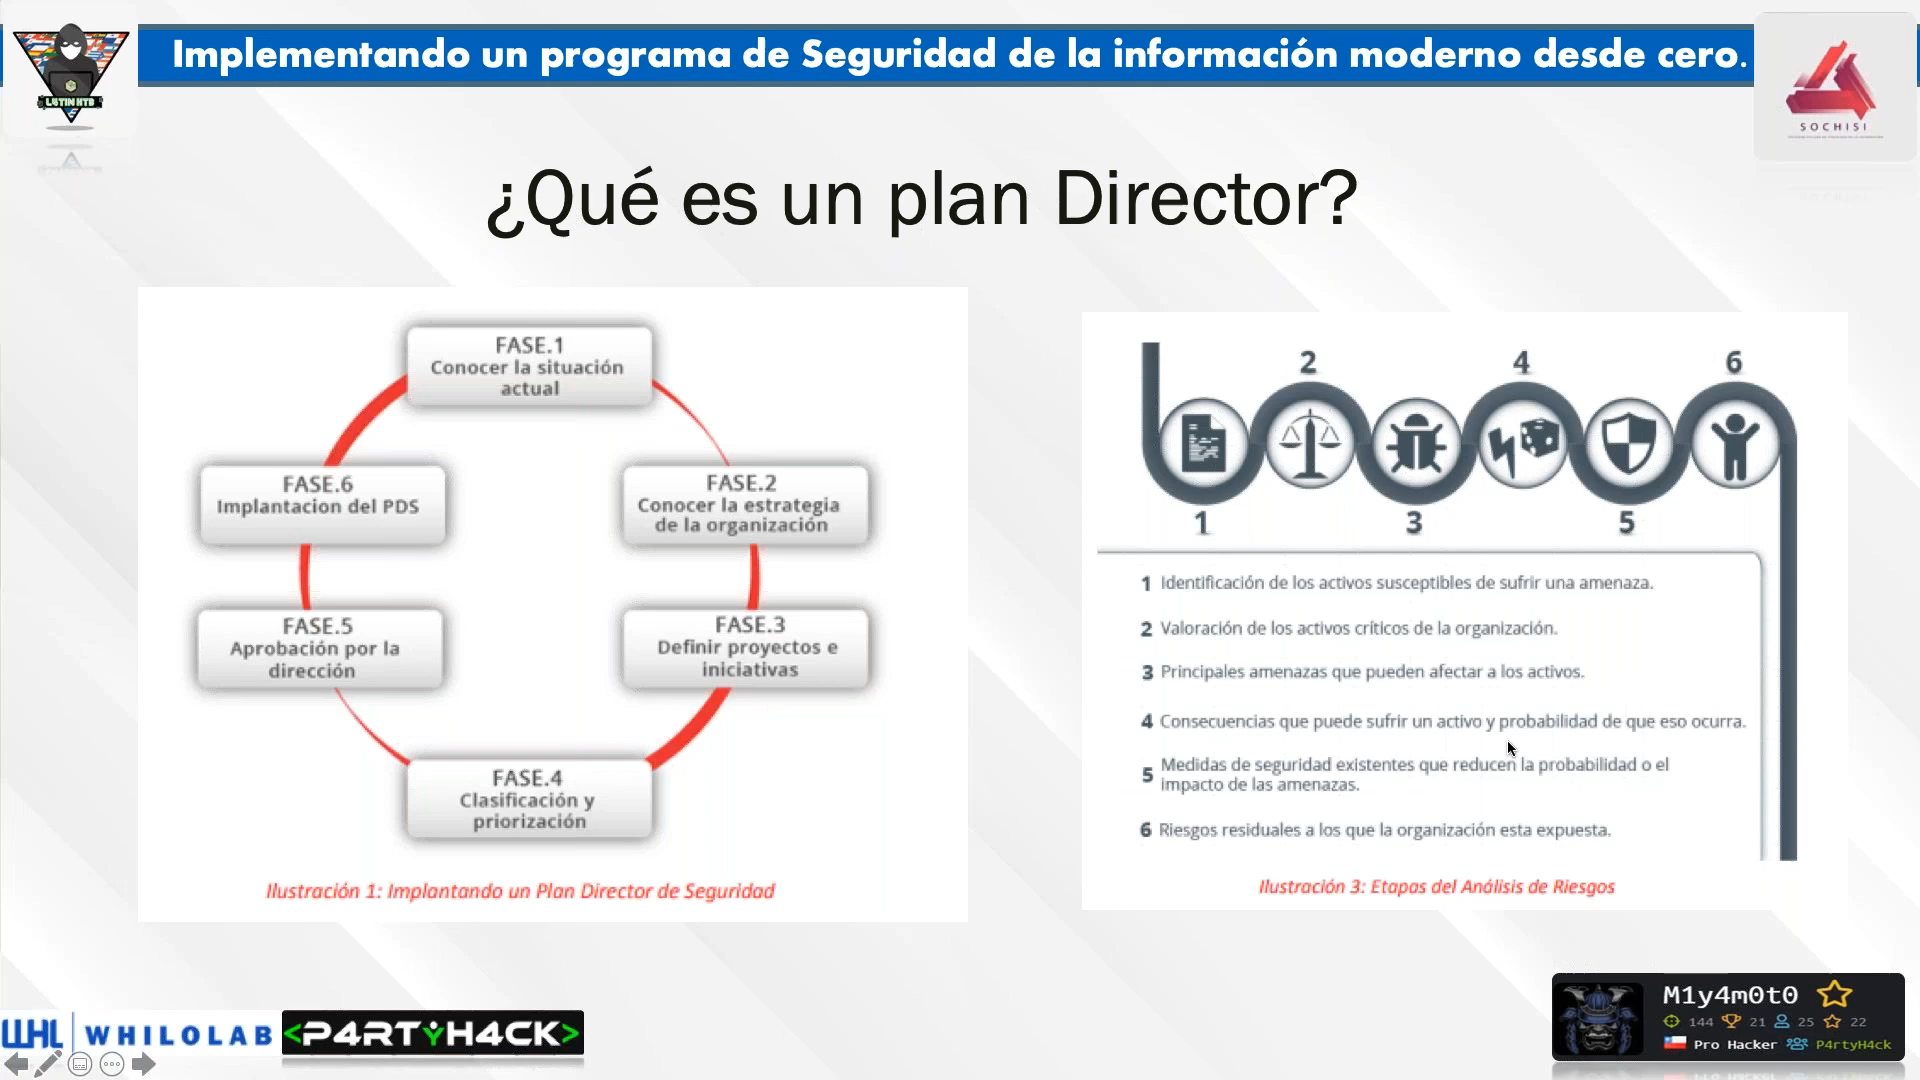 Implementando un programa de Seguridad de la información moderno desde cero.
L4TIN HTB
SOCHISI
¿Qué es un plan Director?
FASE.1
Conocer la situación
actual
FASE.2
Conocer la estrategia
de la organización
FASE.3
Definir proyectos e
iniciativas
FASE.4
Clasificación y
priorización
FASE.5
Aprobación por la
dirección
FASE.6
Implantacion del PDS
Ilustración 1: Implantando un Plan Director de Seguridad
2 4 6
1 3 5
1 Identificación de los activos susceptibles de sufrir una amenaza.
2 Valoración de los activos críticos de la organización.
3 Principales amenazas que pueden afectar a los activos.
4 Consecuencias que puede sufrir un activo y probabilidad de que eso ocurra.
5 Medidas de seguridad existentes que reducen la probabilidad o el
impacto de las amenazas.
6 Riesgos residuales a los que la organización esta expuesta.
Ilustración 3: Etapas del Análisis de Riesgos
WHL WHILOLAB
<P4RTYH4CK>
M1y4m0t0
144 21 25 22
Pro Hacker P4rtyH4ck